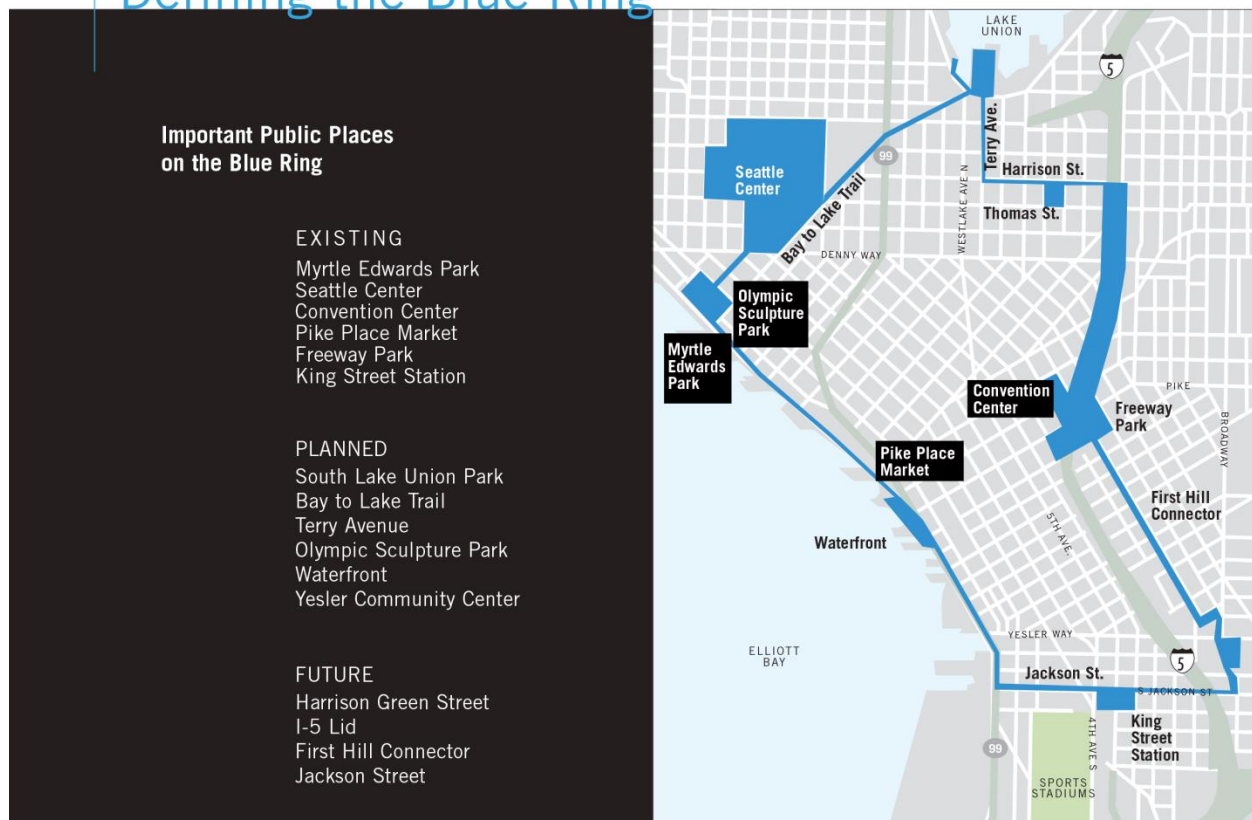 Defining the Blue Ring
Important Public Places
on the Blue Ring
EXISTING
Myrtle Edwards Park
Seattle Center
Convention Center
Pike Place Market
Freeway Park
King Street Station
PLANNED
South Lake Union Park
Bay to Lake Trail
Terry Avenue
Olympic Sculpture Park
Waterfront
Yesler Community Center
FUTURE
Harrison Green Street
I-5 Lid
First Hill Connector
Jackson Street
LAKE
UNION
5
99
Terry Ave.
Harrison St.
Seattle
Center
Bay to Lake Trail
WESTLAKE AVE N
Thomas St.
DENNY WAY
Olympic
Sculpture
Park
Myrtle
Edwards
Park
Convention
Center
PIKE
Freeway
Park
BROADWAY
Pike Place
Market
First Hill
Connector
5TH AVE.
Waterfront
YESLER WAY
ELLIOTT
BAY
5
Jackson St.
S JACKSON ST
King
Street
Station
4TH AVE S
99
SPORTS
STADIUMS